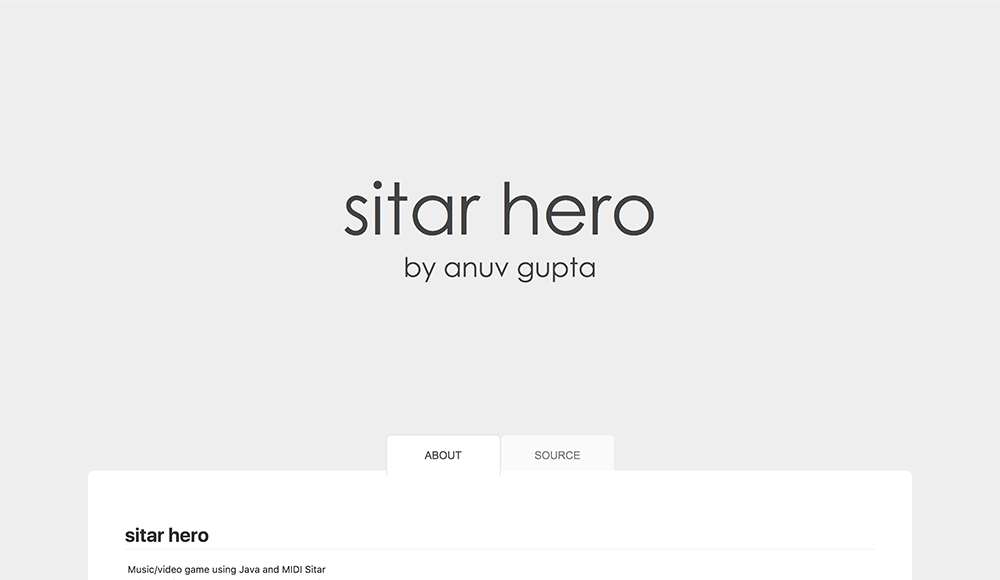 sitar hero
by anuv gupta
ABOUT
SOURCE
sitar hero
Music/video game using Java and MIDI Sitar